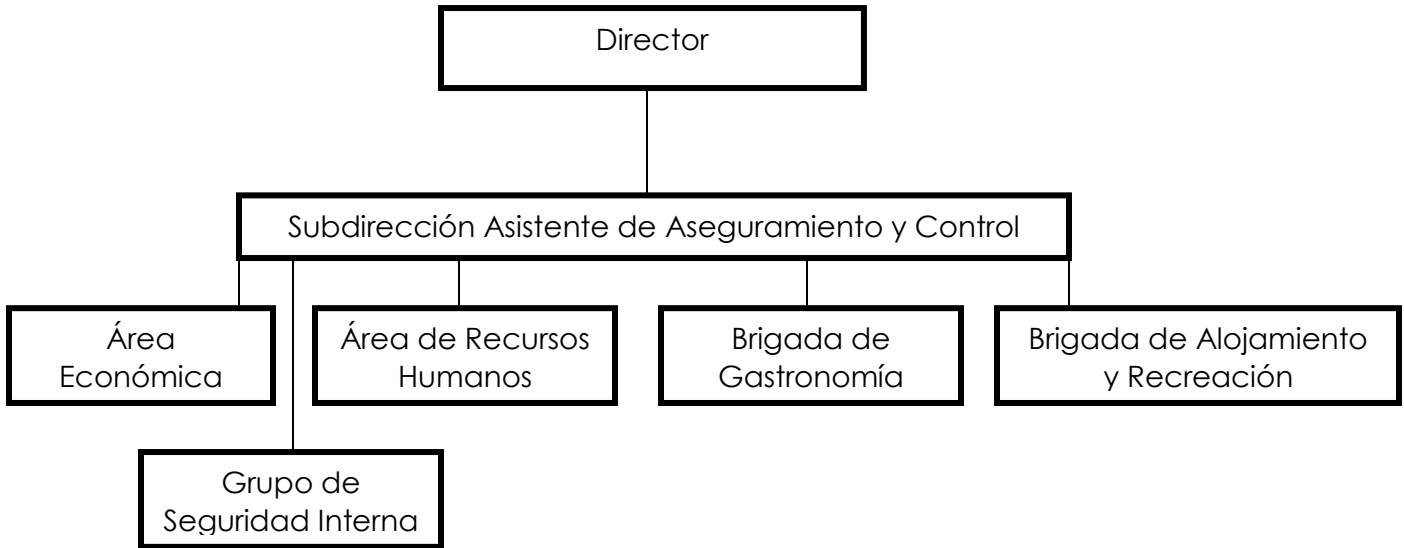 Director
Subdirección Asistente de Aseguramiento y Control
Área
Económica
Área de Recursos
Humanos
Brigada de
Gastronomía
Brigada de Alojamiento
y Recreación
Grupo de
Seguridad Interna